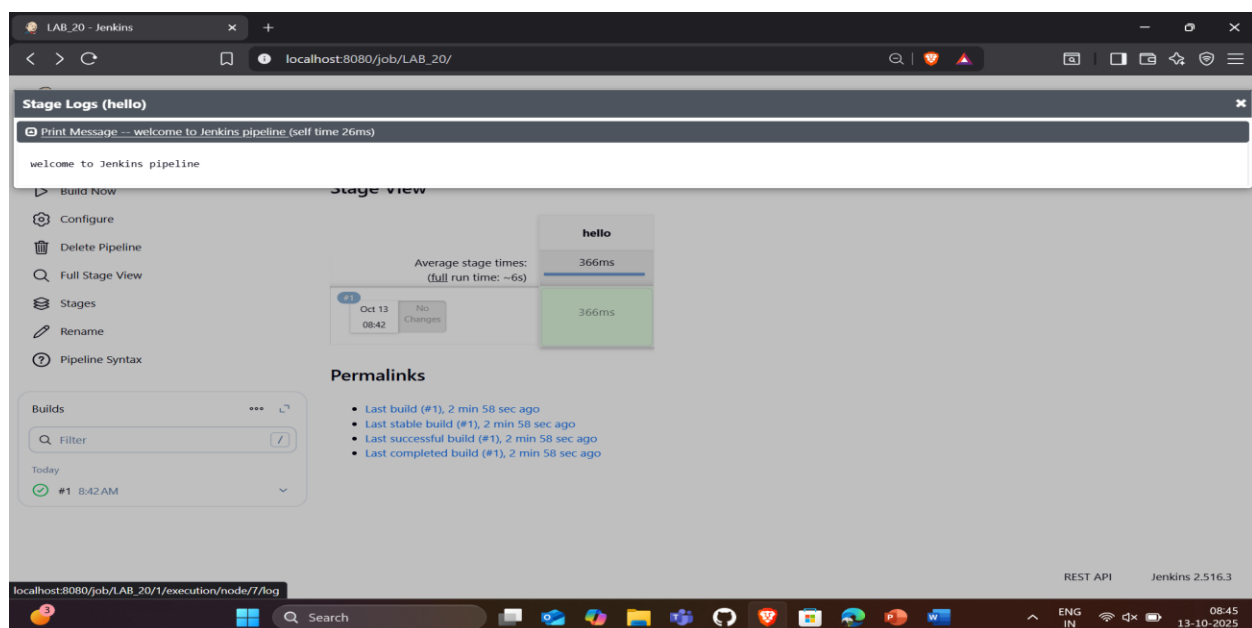 LAB_20 - Jenkins
localhost:8080/job/LAB_20/
Stage Logs (hello)
Print Message -- welcome to Jenkins pipeline (self time 26ms)
welcome to Jenkins pipeline
Build Now
Configure
Delete Pipeline
Full Stage View
Stages
Rename
Pipeline Syntax
Builds
Filter
/
Today
#1 8:42 AM
Stage View
hello
Average stage times:
366ms
(full run time: ~6s)
#1
Oct 13
08:42
No
Changes
366ms
Permalinks
Last build (#1), 2 min 58 sec ago
Last stable build (#1), 2 min 58 sec ago
Last successful build (#1), 2 min 58 sec ago
Last completed build (#1), 2 min 58 sec ago
REST API
Jenkins 2.516.3
localhost:8080/job/LAB_20/1/execution/node/7/log
3
Search
ENG
IN
08:45
13-10-2025